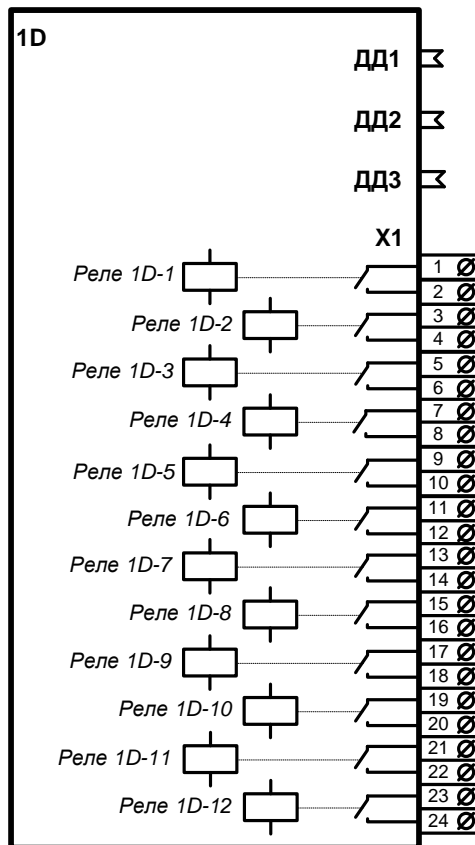 1D
ДД1
ДД2
ДД3
X1
Реле 1D-1
1
2
Реле 1D-2
3
4
Реле 1D-3
5
6
Реле 1D-4
7
8
Реле 1D-5
9
10
Реле 1D-6
11
12
Реле 1D-7
13
14
Реле 1D-8
15
16
Реле 1D-9
17
18
Реле 1D-10
19
20
Реле 1D-11
21
22
Реле 1D-12
23
24